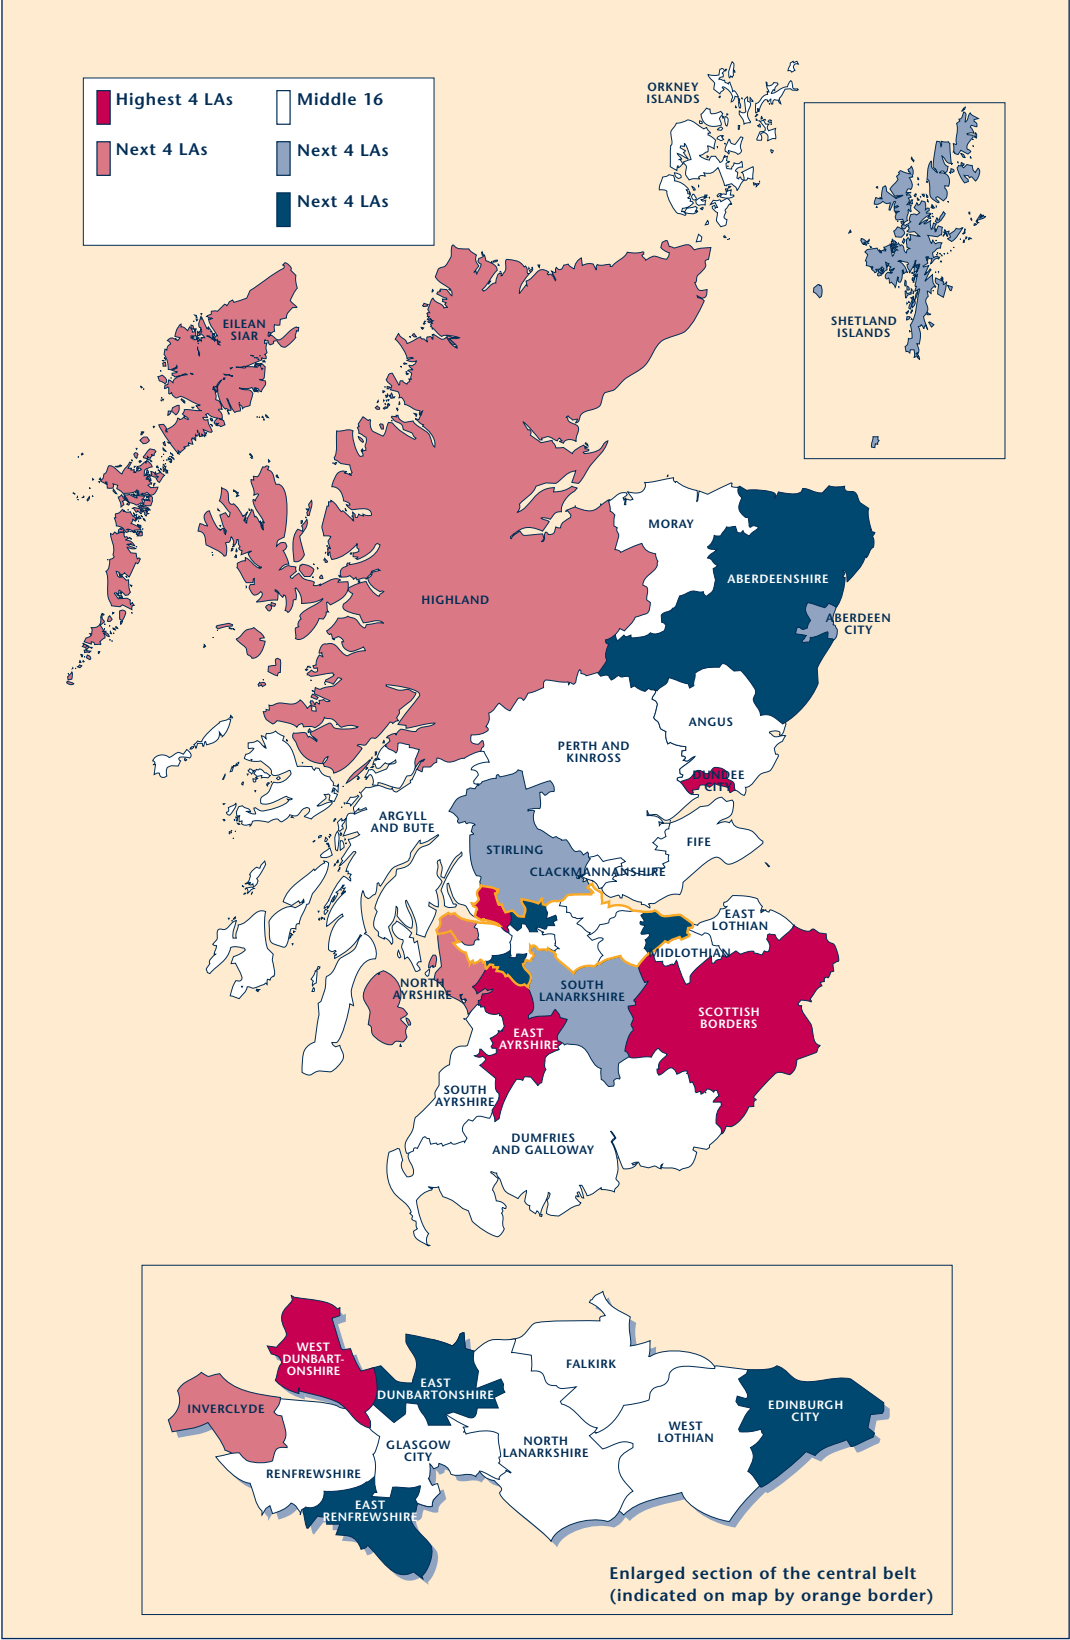 Highest 4 LAs
Next 4 LAs
Middle 16
Next 4 LAs
Next 4 LAs
ORKNEY
ISLANDS
SHETLAND
ISLANDS
EILEAN
SIAR
MORAY
ABERDEENSHIRE
HIGHLAND
ABERDEEN
CITY
ANGUS
PERTH AND
KINROSS
DUNDEE
CITY
ARGYLL
AND BUTE
FIFE
STIRLING
CLACKMANNANSHIRE
EAST
LOTHIAN
MIDLOTHIAN
NORTH
AYRSHIRE
SOUTH
LANARKSHIRE
SCOTTISH
BORDERS
EAST
AYRSHIRE
SOUTH
AYRSHIRE
DUMFRIES
AND GALLOWAY
WEST
DUNBART-
ONSHIRE
FALKIRK
EAST
DUNBARTONSHIRE
INVERCLYDE
EDINBURGH
CITY
WEST
LOTHIAN
GLASGOW
CITY
NORTH
LANARKSHIRE
RENFREWSHIRE
EAST
RENFREWSHIRE
Enlarged section of the central belt
(indicated on map by orange border)